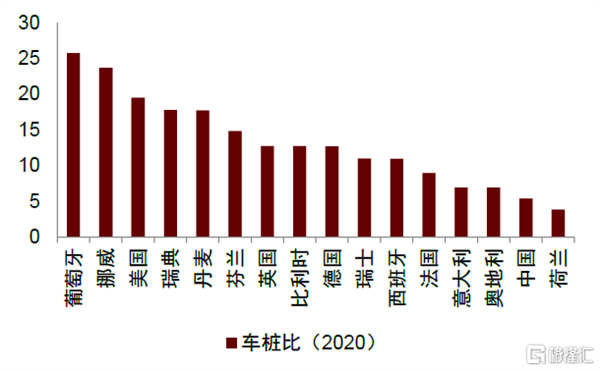 30
25
20
15
10
5
0
葡萄牙
挪威
美国
瑞典
丹麦
芬兰
英国
比利时
德国
瑞士
西班牙
法国
意大利
奥地利
中国
荷兰
车桩比（2020）
格隆汇